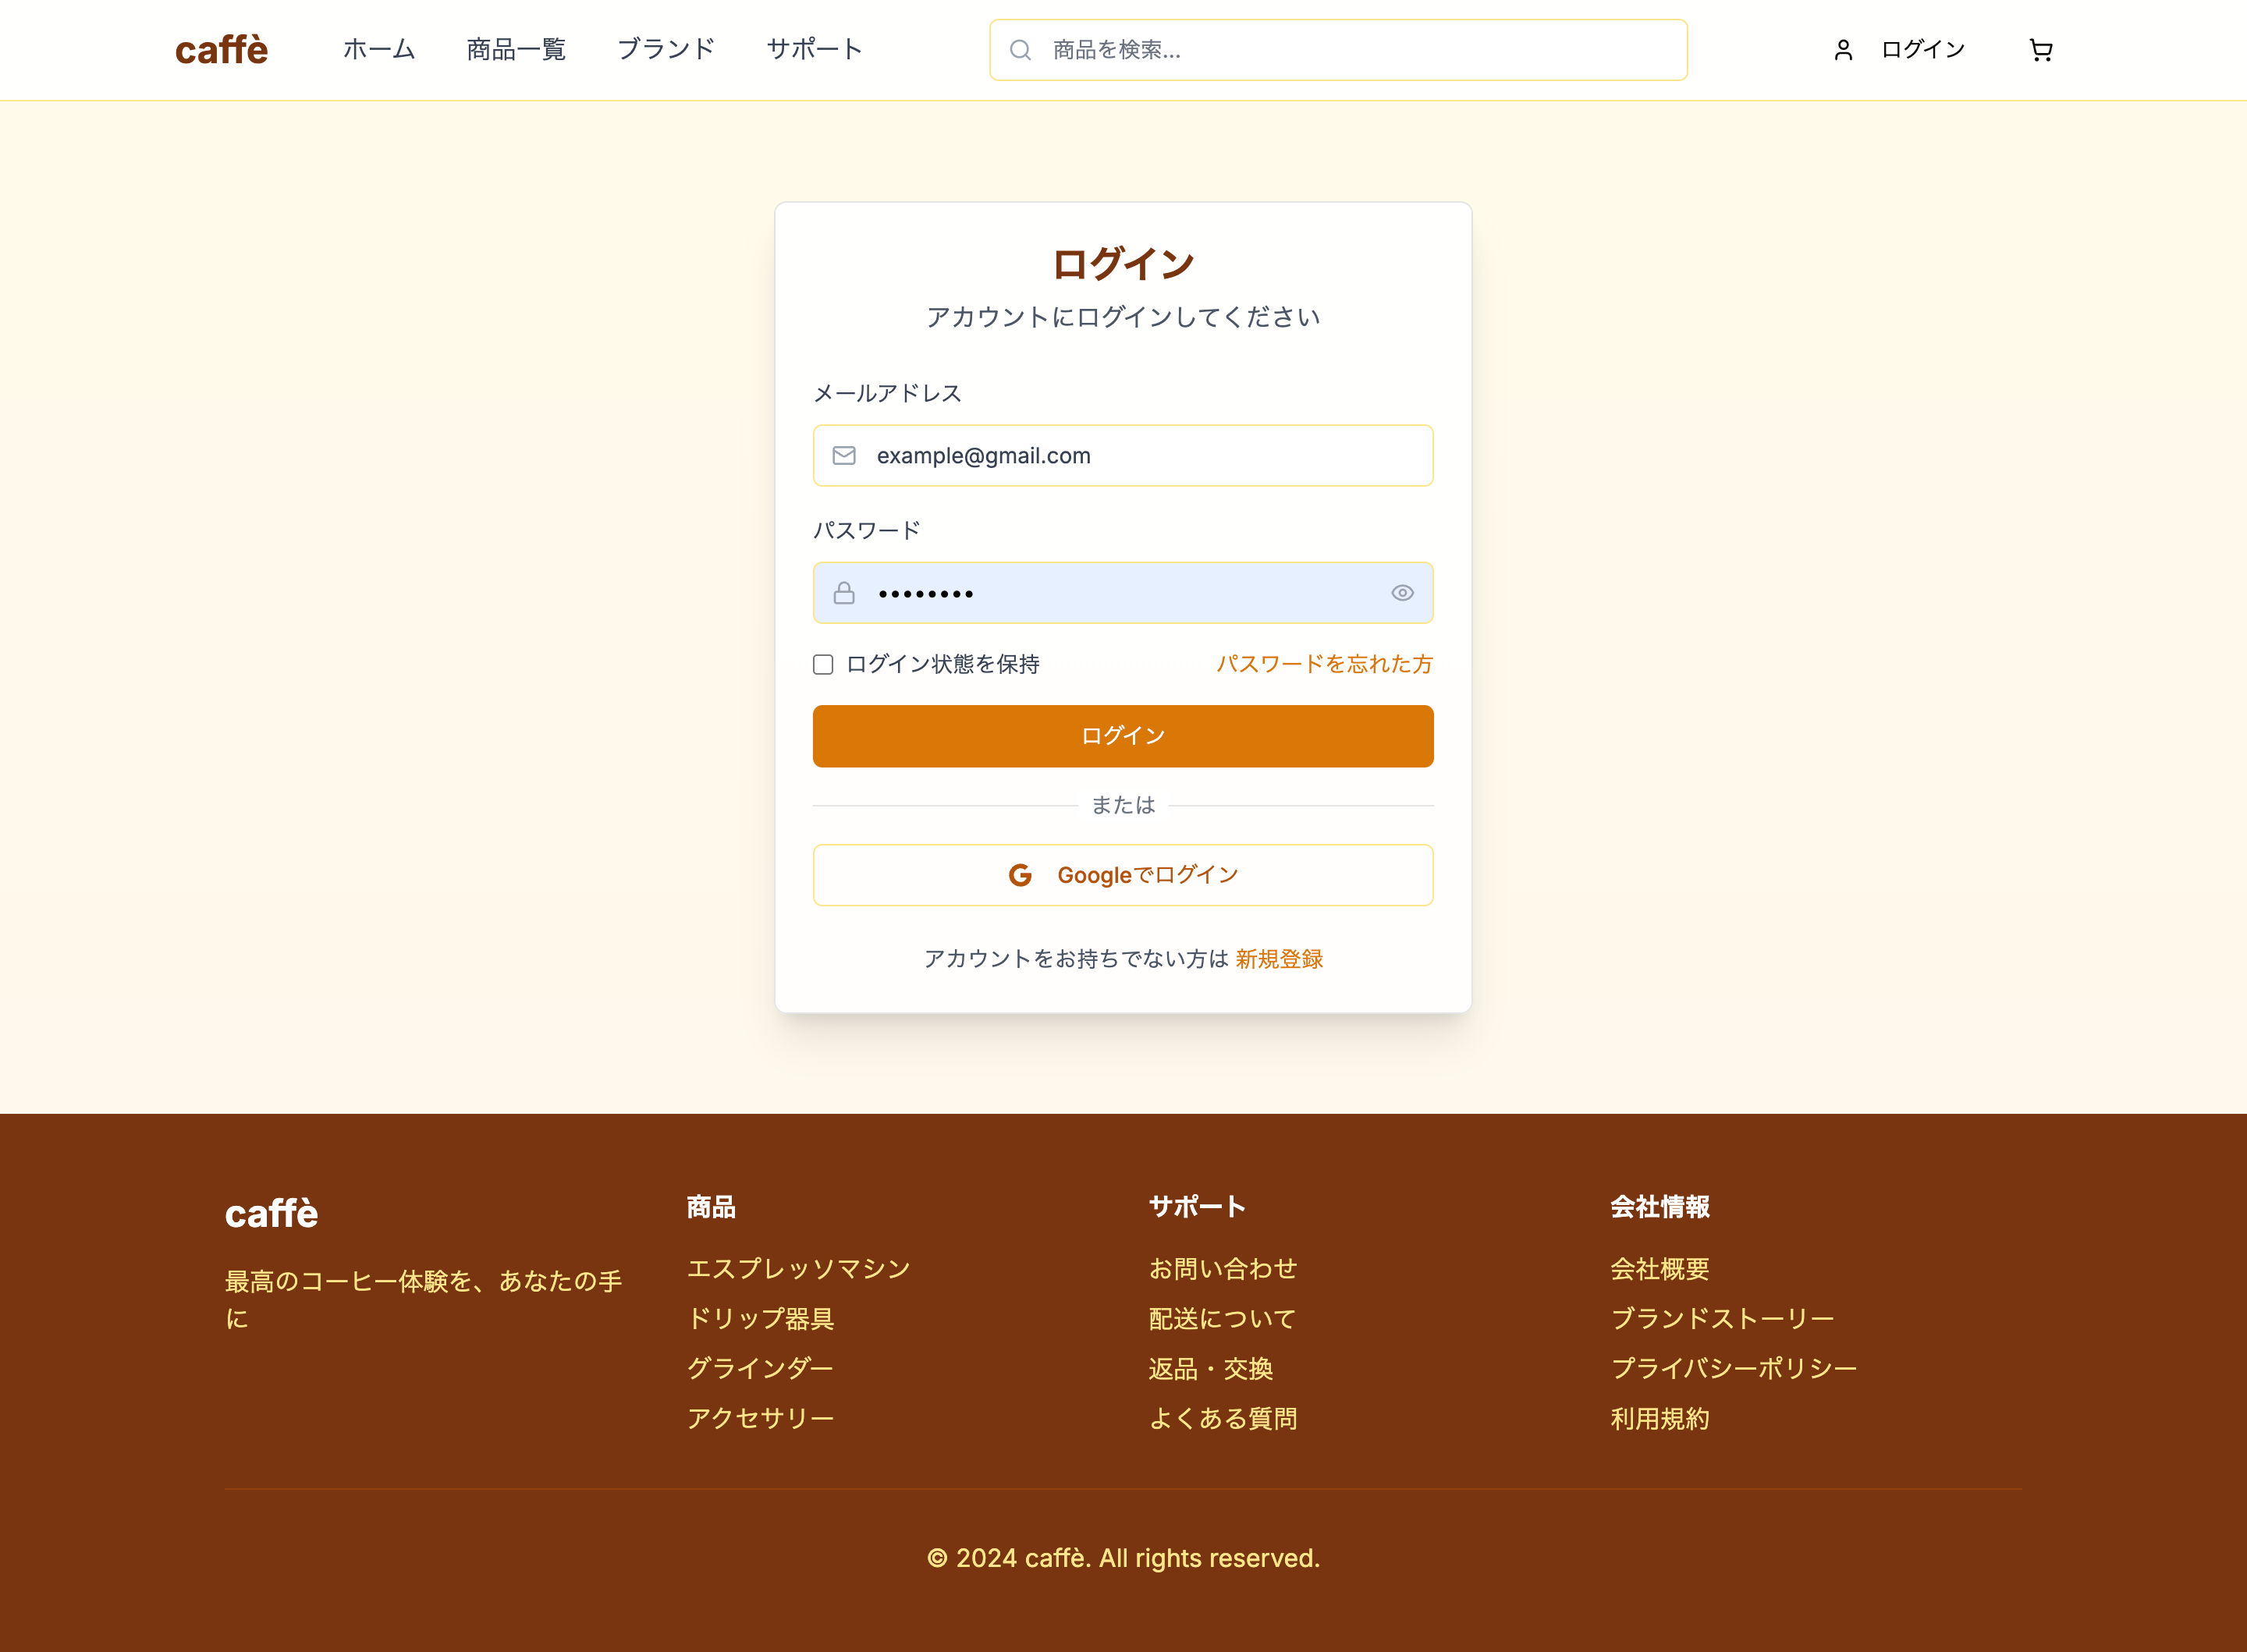 caffè
ホーム
商品一覧
ブランド
サポート
商品を検索...
ログイン
ログイン
アカウントにログインしてください
メールアドレス
example@gmail.com
パスワード
••••••••
ログイン状態を保持
パスワードを忘れた方
ログイン
または
Googleでログイン
アカウントをお持ちでない方は 新規登録
caffè
最高のコーヒー体験を、あなたの手
に
商品
エスプレッソマシン
ドリップ器具
グラインダー
アクセサリー
サポート
お問い合わせ
配送について
返品・交換
よくある質問
会社情報
会社概要
ブランドストーリー
プライバシーポリシー
利用規約
© 2024 caffè. All rights reserved.